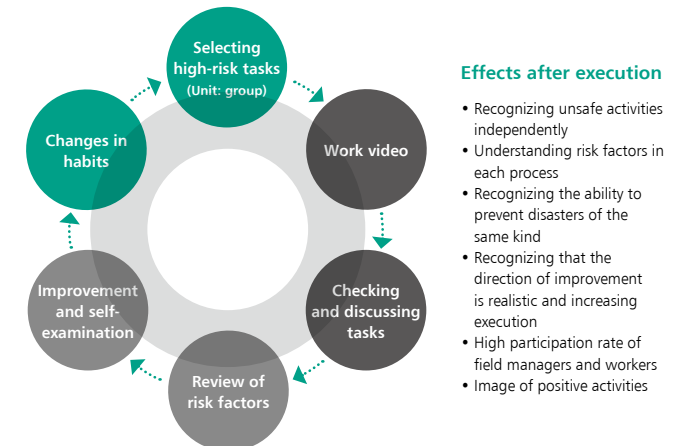 Selecting
high-risk tasks
(Unit: group)
Work video
Checking
and discussing
tasks
Review of
risk factors
Improvement
and self-
examination
Changes in
habits
Effects after execution
• Recognizing unsafe activities
independently
• Understanding risk factors in
each process
• Recognizing the ability to
prevent disasters of the
same kind
• Recognizing that the
direction of improvement
is realistic and increasing
execution
• High participation rate of
field managers and workers
• Image of positive activities